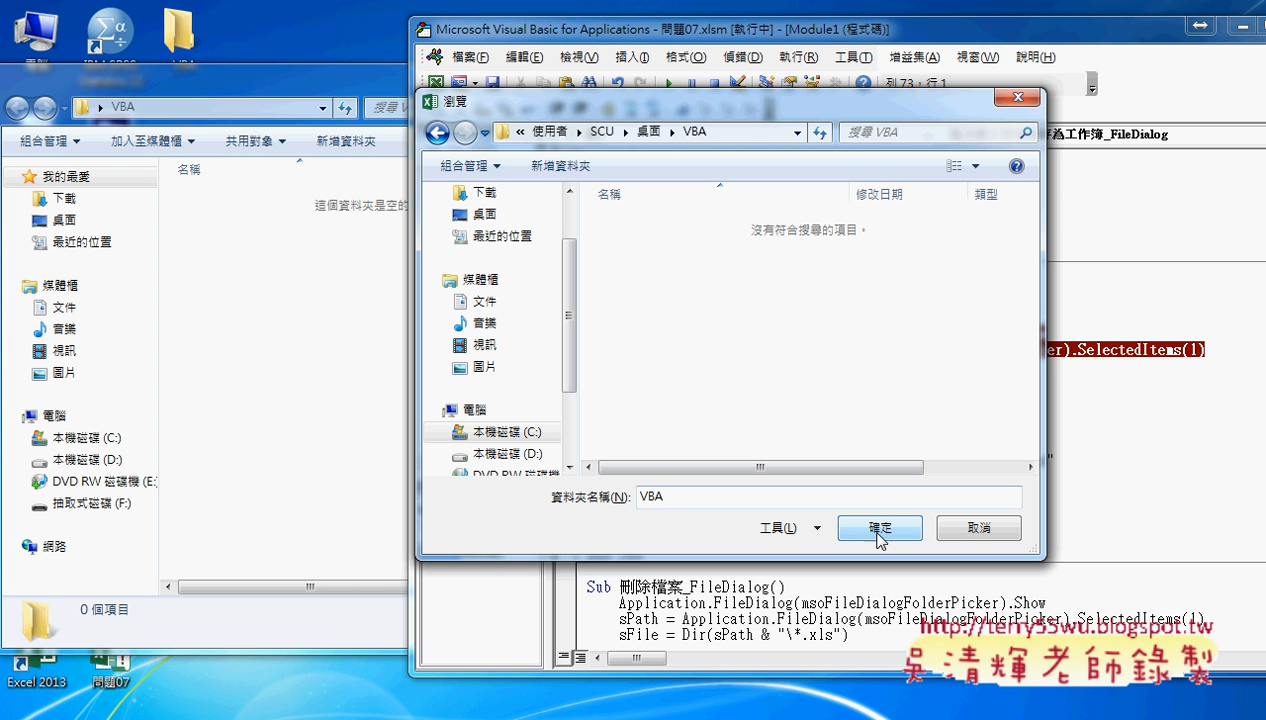 電腦
VBA
Microsoft Visual Basic for Applications - 問題07.xlsm [執行中] - [Module1 (程式碼)]
檔案(F) 編輯(E) 檢視(V) 插入(I) 格式(O) 偵錯(D) 執行(R) 工具(T) 增益集(A) 視窗(W) 說明(H)
列 73，行 1
VBA
搜尋 V
組合管理 加入至媒體櫃 共用對象 新增資料夾
我的最愛
下載
桌面
最近的位置
媒體櫃
文件
音樂
視訊
圖片
電腦
本機磁碟 (C:)
本機磁碟 (D:)
DVD RW 磁碟機 (E:
抽取式磁碟 (F:)
網路
名稱
這個資料夾是空的
0 個項目
瀏覽
« 使用者 SCU 桌面 VBA
搜尋 VBA
組合管理 新增資料夾
下載
桌面
最近的位置
媒體櫃
文件
音樂
視訊
圖片
電腦
本機磁碟 (C:)
本機磁碟 (D:)
DVD RW 磁碟機
名稱 修改日期 類型
沒有符合搜尋的項目。
資料夾名稱(N): VBA
工具(L) 確定 取消
存為工作簿_FileDialog
er).SelectedItems(1)
Sub 刪除檔案_FileDialog()
Application.FileDialog(msoFileDialogFolderPicker).Show
sPath = Application.FileDialog(msoFileDialogFolderPicker).SelectedItems(1)
sFile = Dir(sPath & "\*.xls")
http://terry55wu.blogspot.tw
吳清輝老師錄製
Excel 2013
問題07